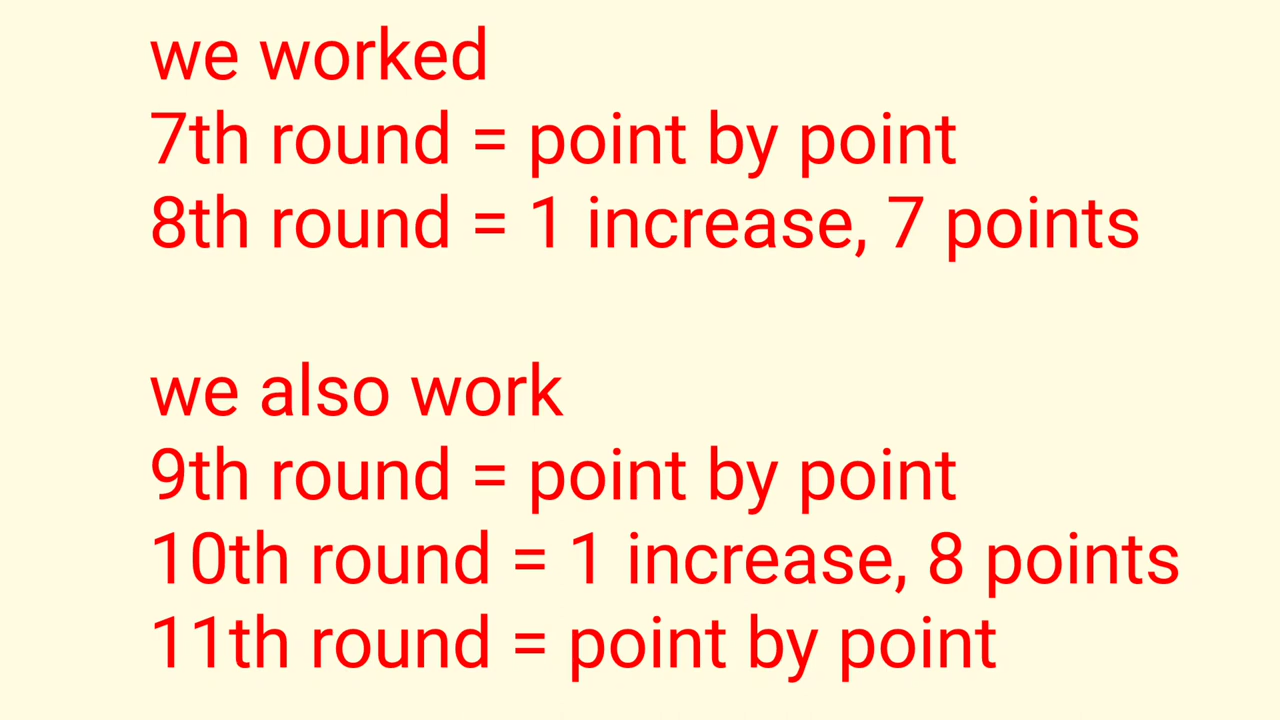 we worked
7th round = point by point
8th round = 1 increase, 7 points
we also work
9th round = point by point
10th round = 1 increase, 8 points
11th round = point by point